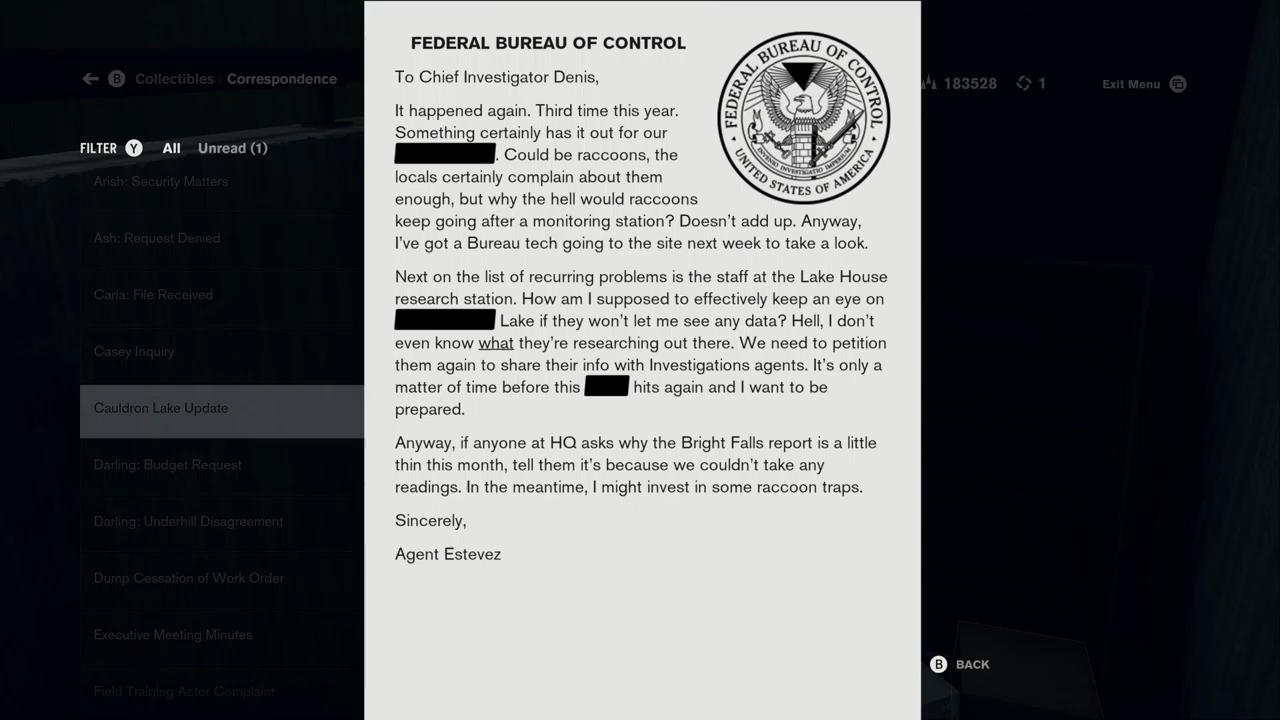 FEDERAL BUREAU OF CONTROL
FEDERAL BUREAU OF CONTROL
UNITED STATES OF AMERICA
INVENIO INVESTIGATIO IMPERIUM
To Chief Investigator Denis,
It happened again. Third time this year.
Something certainly has it out for our
. Could be raccoons, the
locals certainly complain about them
enough, but why the hell would raccoons
keep going after a monitoring station? Doesn't add up. Anyway,
I've got a Bureau tech going to the site next week to take a look.
Next on the list of recurring problems is the staff at the Lake House
research station. How am I supposed to effectively keep an eye on
Lake if they won't let me see any data? Hell, I don't
even know what they're researching out there. We need to petition
them again to share their info with Investigations agents. It's only a
matter of time before this hits again and I want to be
prepared.
Anyway, if anyone at HQ asks why the Bright Falls report is a little
thin this month, tell them it's because we couldn't take any
readings. In the meantime, I might invest in some raccoon traps.
Sincerely,
Agent Estevez
B Collectibles Correspondence
183528 1 Exit Menu
FILTER Y All Unread (1)
Arish: Security Matters
Ash: Request Denied
Carla: File Received
Casey Inquiry
Cauldron Lake Update
Darling: Budget Request
Darling: Underhill Disagreement
Dump Cessation of Work Order
Executive Meeting Minutes
Field Training Actor Complaint
B BACK